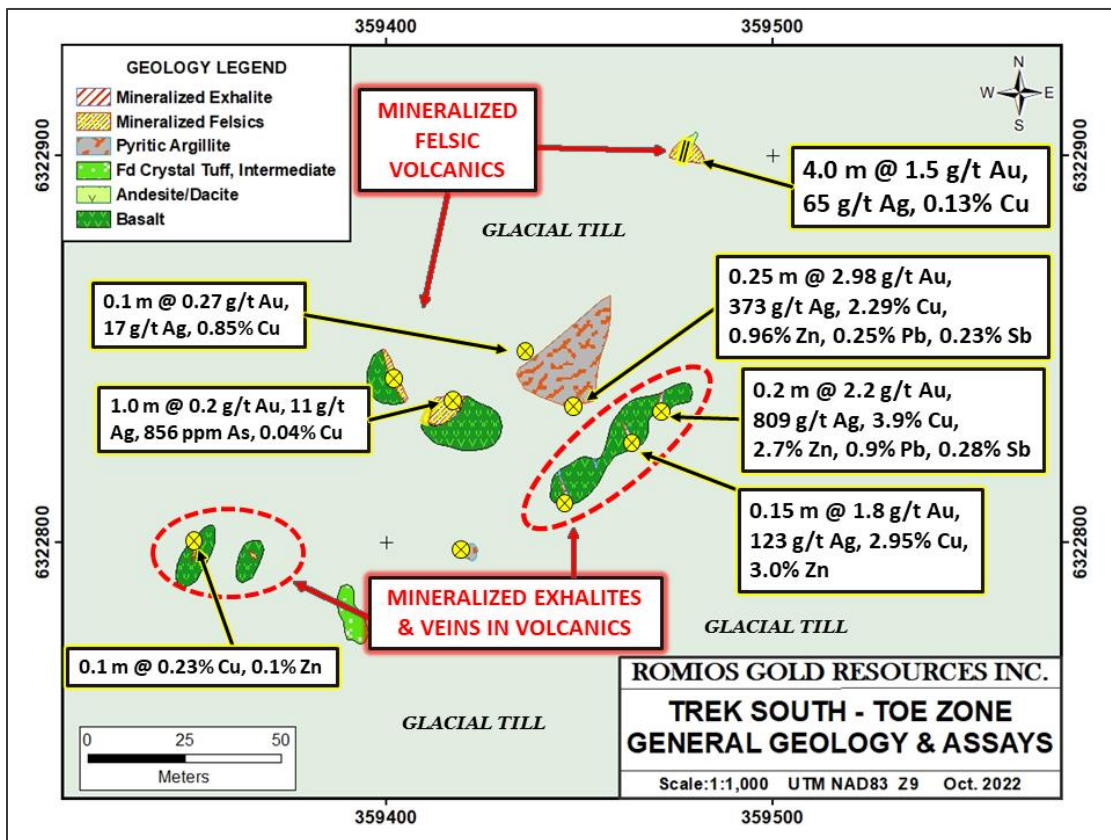 359400
359500
GEOLOGY LEGEND
Mineralized Exhalite
Mineralized Felsics
Pyritic Argillite
Fd Crystal Tuff, Intermediate
Andesite/Dacite
Basalt
MINERALIZED
FELSIC
VOLCANICS
N
W
E
S
6322900
6322900
4.0 m @ 1.5 g/t Au,
65 g/t Ag, 0.13% Cu
GLACIAL TILL
0.1 m @ 0.27 g/t Au,
17 g/t Ag, 0.85% Cu
0.25 m @ 2.98 g/t Au,
373 g/t Ag, 2.29% Cu,
0.96% Zn, 0.25% Pb, 0.23% Sb
1.0 m @ 0.2 g/t Au, 11 g/t
Ag, 856 ppm As, 0.04% Cu
0.2 m @ 2.2 g/t Au,
809 g/t Ag, 3.9% Cu,
2.7% Zn, 0.9% Pb, 0.28% Sb
0.15 m @ 1.8 g/t Au,
123 g/t Ag, 2.95% Cu,
3.0% Zn
6322800
6322800
MINERALIZED EXHALITES
& VEINS IN VOLCANICS
GLACIAL TILL
0.1 m @ 0.23% Cu, 0.1% Zn
GLACIAL TILL
0 25 50
Meters
ROMIOS GOLD RESOURCES INC.
TREK SOUTH - TOE ZONE
GENERAL GEOLOGY & ASSAYS
Scale:1:1,000 UTM NAD83 Z9 Oct. 2022
359400
359500